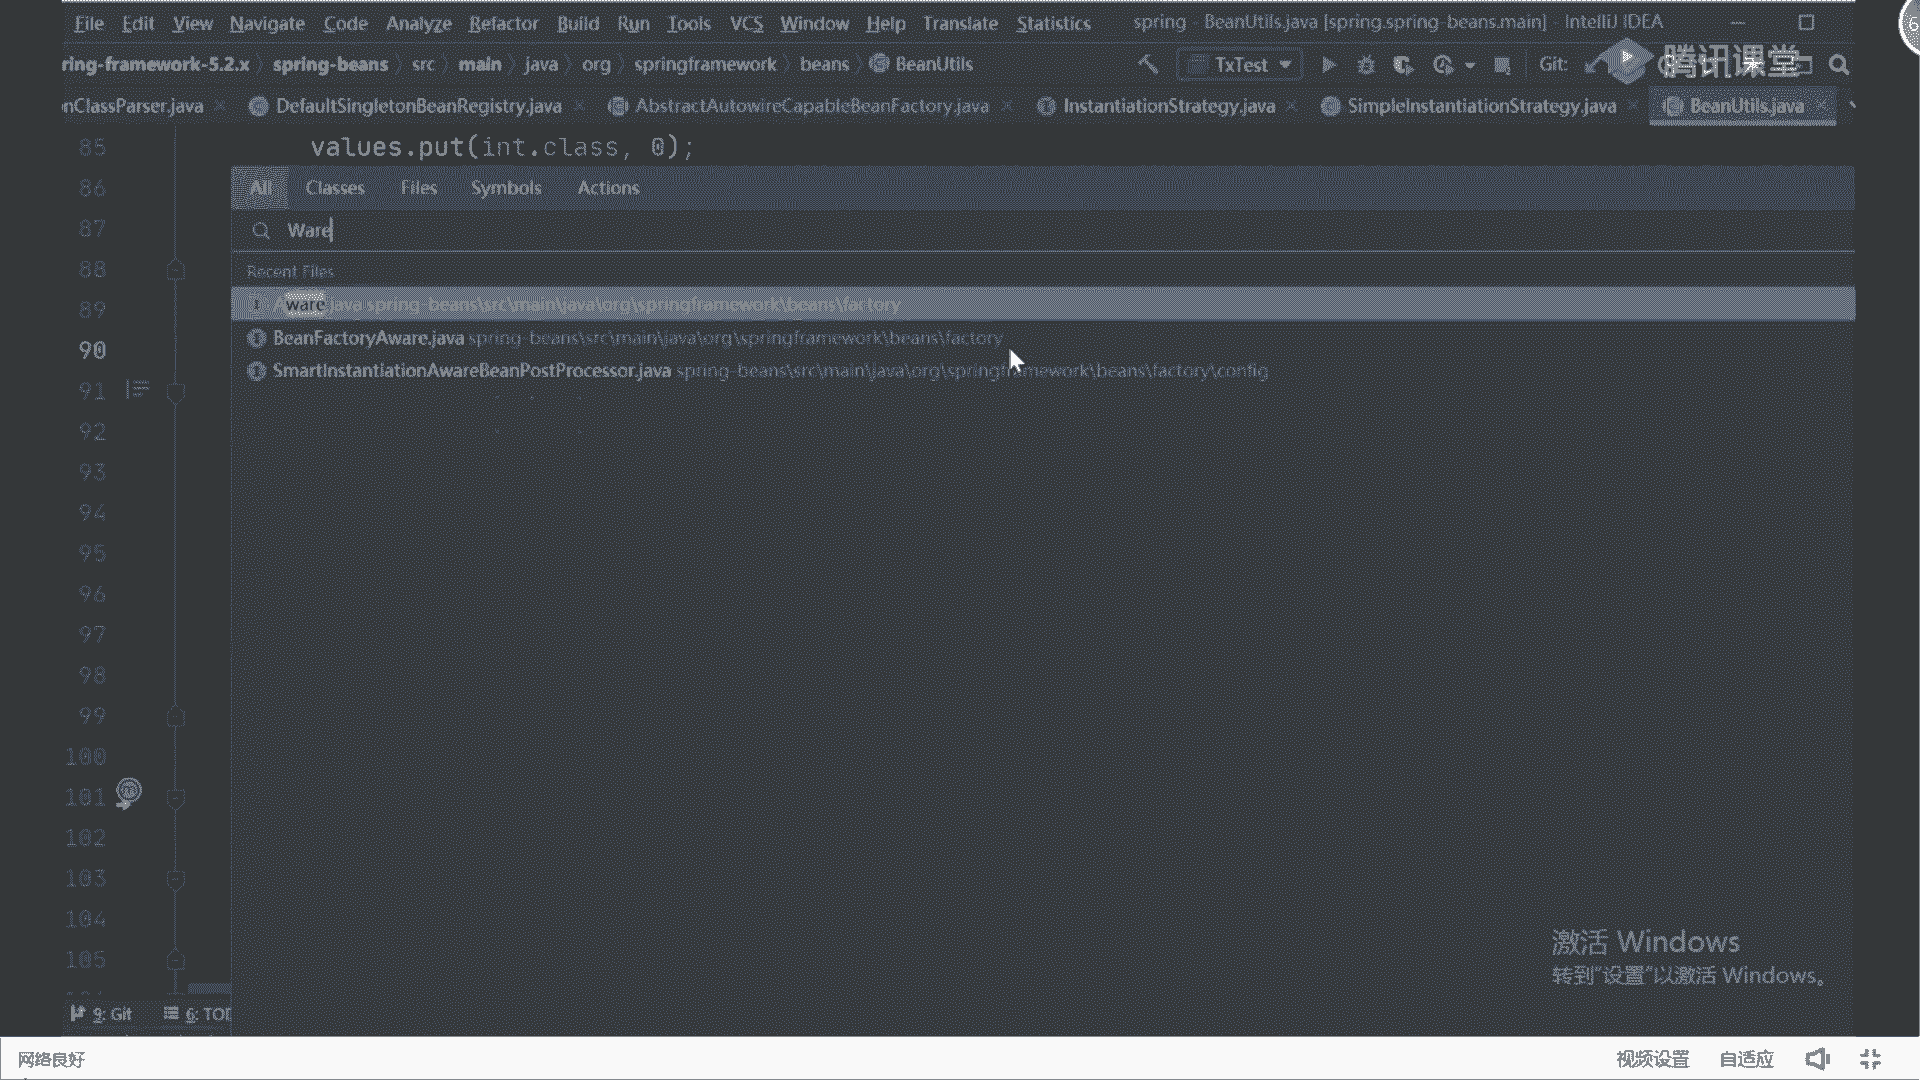 File Edit View Navigate Code Analyze Refactor Build Run Tools VCS Window Help Translate Statistics spring - BeanUtils.java [spring.spring-beans.main] - IntelliJ IDEA
ring-framework-5.2.x spring-beans src main java org springframework beans BeanUtils TxTest Git: 腾讯课堂
nClassParser.java DefaultSingletonBeanRegistry.java AbstractAutowireCapableBeanFactory.java InstantiationStrategy.java SimpleInstantiationStrategy.java BeanUtils.java
85 values.put(int.class, 0);
86 All Classes Files Symbols Actions
87 Ware
88 Recent Files
89 Aware.java spring-beans\src\main\java\org\springframework\beans\factory
90 BeanFactoryAware.java spring-beans\src\main\java\org\springframework\beans\factory
91 SmartInstantiationAwareBeanPostProcessor.java spring-beans\src\main\java\org\springframework\beans\factory\config
92
93
94
95
96
97
98
99
100
101
102
103
104
105
激活 Windows
转到"设置"以激活 Windows。
9: Git 6: TOD
网络良好 视频设置 自适应